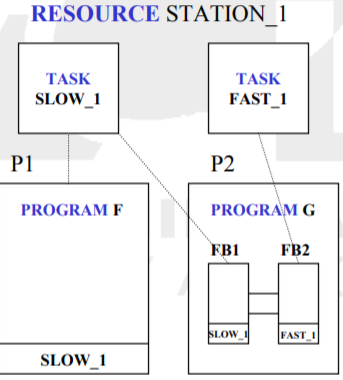 RESOURCE STATION_1
TASK
SLOW_1
TASK
FAST_1
P1
P2
PROGRAM F
PROGRAM G
FB1
FB2
SLOW_1
FAST_1
SLOW_1